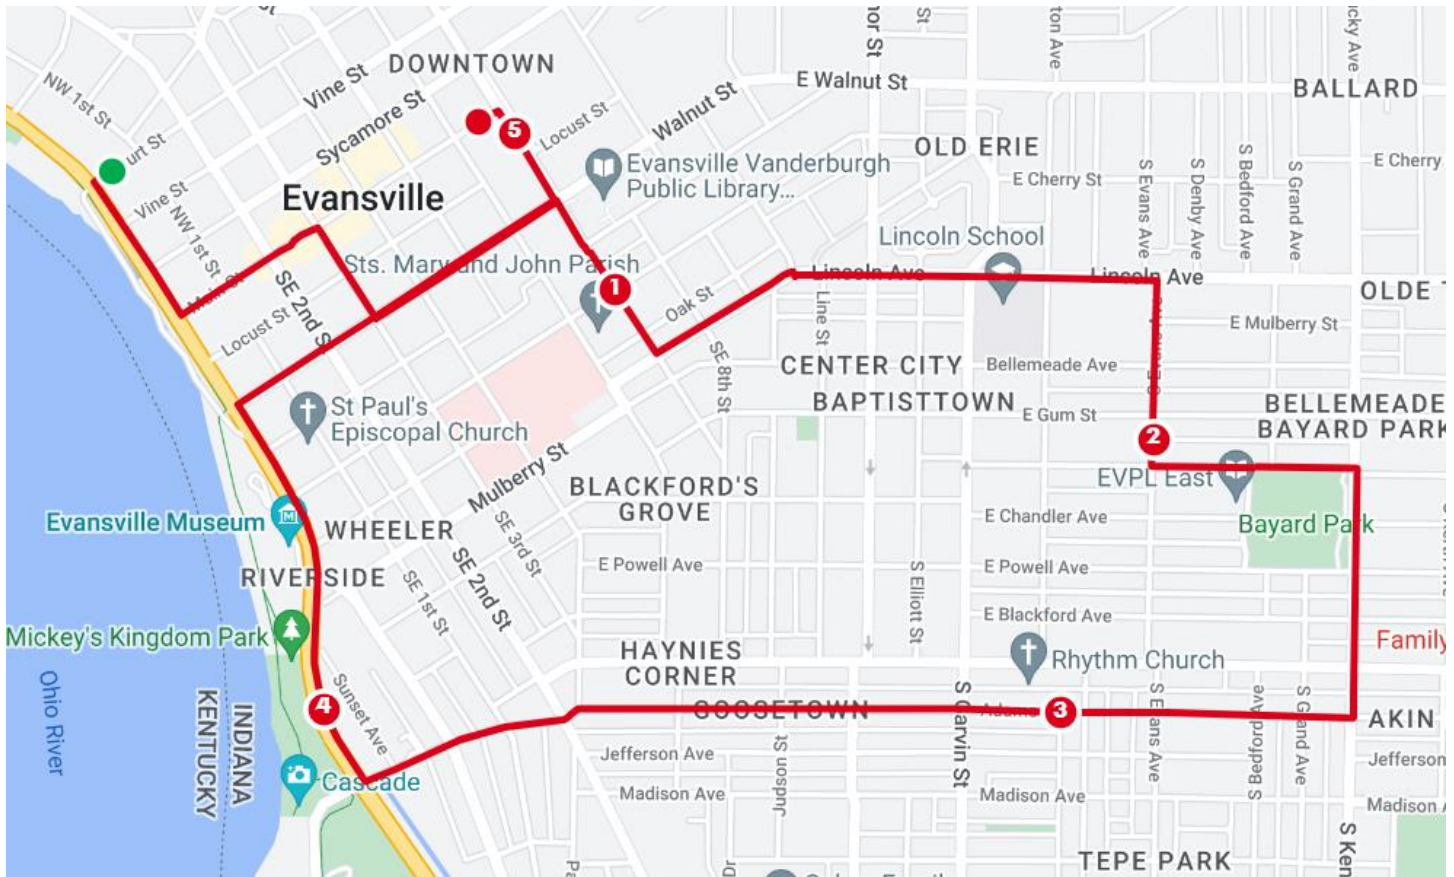 NW 1st St
Vine St
DOWNTOWN
Sycamore St
5
Locust St
Walnut St
E Walnut St
BALLARD
urt St
Vine St
NW 1st St
Evansville
Evansville Vanderburgh
Public Library...
OLD ERIE
E Cherry St
E Cherry
S Evans Ave
S Denby Ave
S Bedford Ave
S Grand Ave
Lincoln School
Main St
Sts. Mary and John Parish
1
Oak St
Lincoln Ave
Lincoln Ave
OLDE
SE 2nd St
Locust St
Line St
E Mulberry St
SE 8th St
CENTER CITY
Bellemeade Ave
BAPTISTTOWN
E Gum St
BELLEMEADE
BAYARD PARK
St Paul's
Episcopal Church
2
Mulberry St
EVPL East
BLACKFORD'S
GROVE
Evansville Museum
WHEELER
E Chandler Ave
Bayard Park
SE 3rd St
RIVERSIDE
SE 1st St
SE 2nd St
E Powell Ave
E Powell Ave
S Elliott St
E Blackford Ave
Mickey's Kingdom Park
HAYNIES
CORNER
Rhythm Church
Family
Ohio River
INDIANA
KENTUCKY
4
Sunset Ave
GOOSETOWN
S Garvin St
Adams
3
S Evans Ave
S Bedford Ave
S Grand Ave
AKIN
Jefferson Ave
Jefferson
Judson St
Cascade
Madison Ave
Madison Ave
Madison
S Ken
TEPE PARK